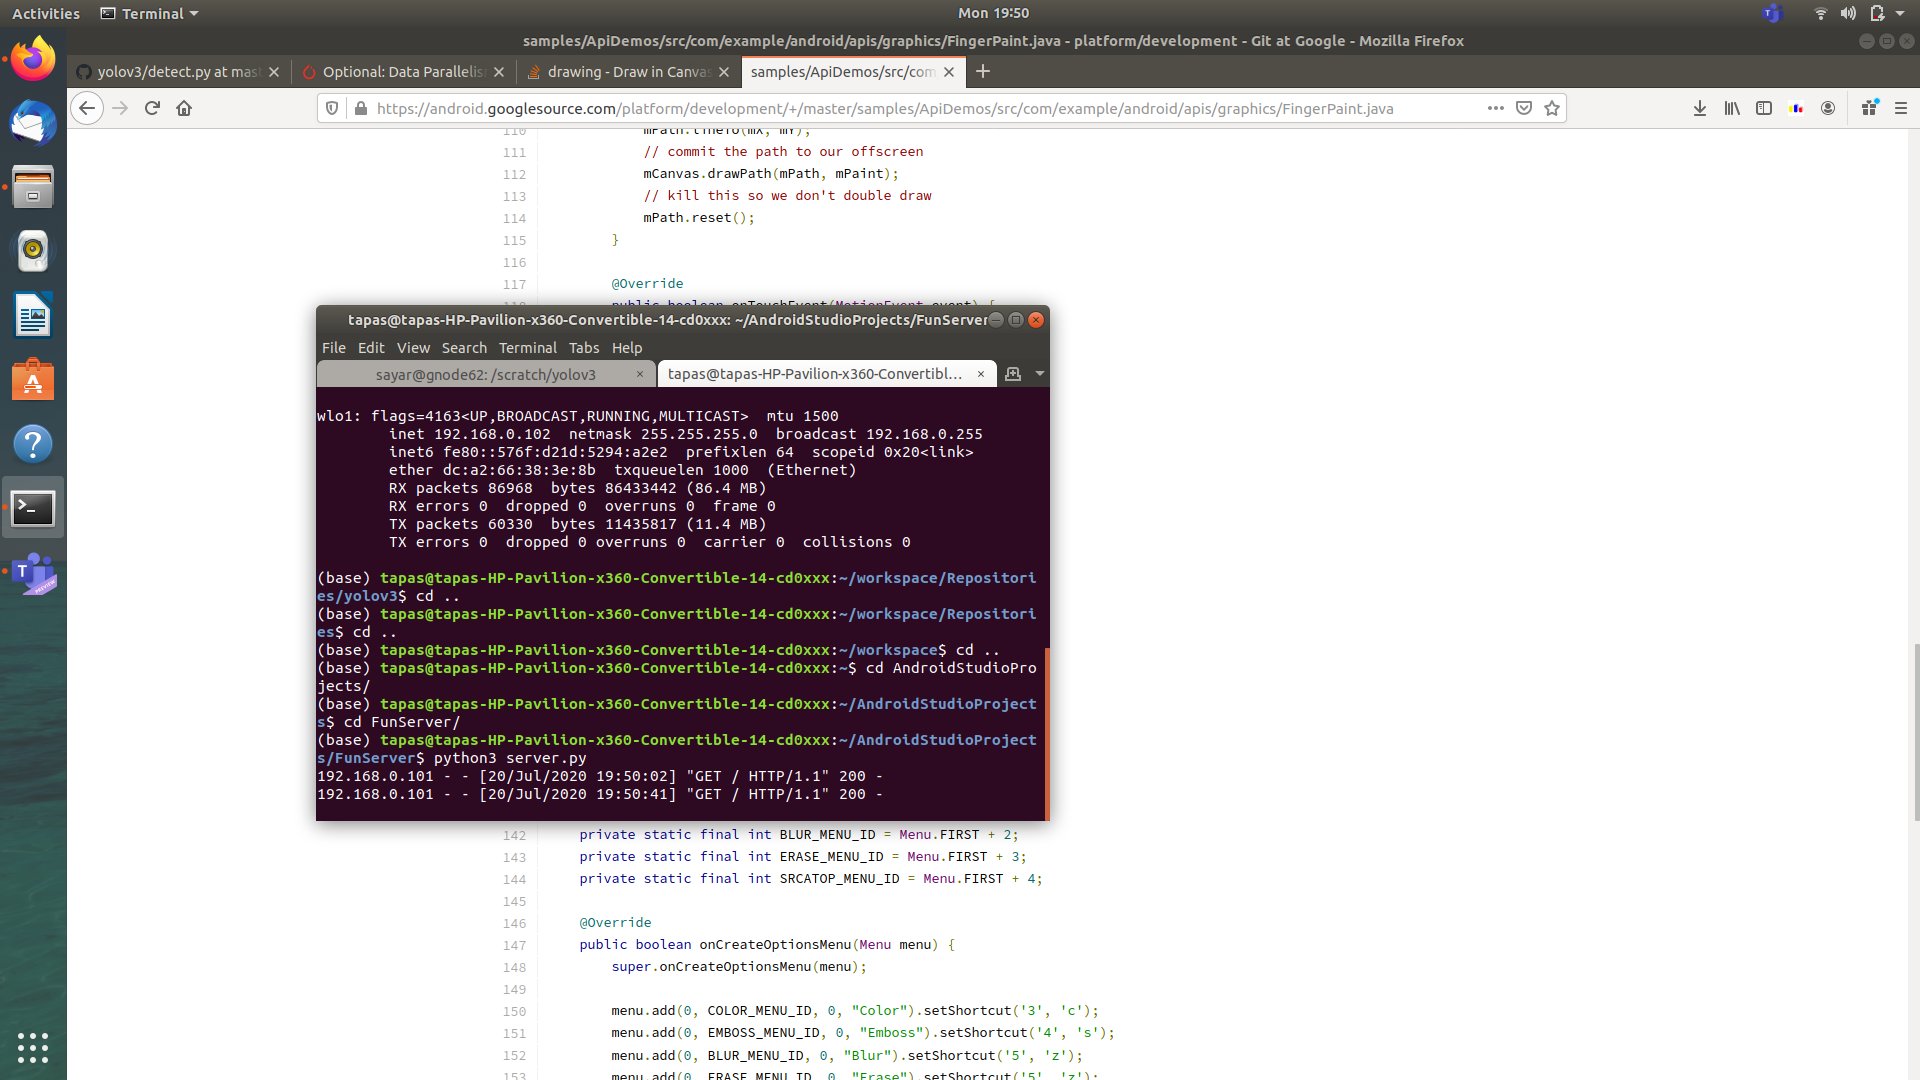 Activities
Terminal
Mon 19:50
samples/ApiDemos/src/com/example/android/apis/graphics/FingerPaint.java - platform/development - Git at Google - Mozilla Firefox
yolov3/detect.py at mast
Optional: Data Parallelis
drawing - Draw in Canvas
samples/ApiDemos/src/com
https://android.googlesource.com/platform/development/+/master/samples/ApiDemos/src/com/example/android/apis/graphics/FingerPaint.java
110 mPath.lineTo(mX, mY);
111 // commit the path to our offscreen
112 mCanvas.drawPath(mPath, mPaint);
113 // kill this so we don't double draw
114 mPath.reset();
115 }
116
117 @Override
118 public boolean onTouchEvent(MotionEvent event) {
tapas@tapas-HP-Pavilion-x360-Convertible-14-cd0xxx: ~/AndroidStudioProjects/FunServer
File Edit View Search Terminal Tabs Help
sayar@gnode62: /scratch/yolov3
tapas@tapas-HP-Pavilion-x360-Convertibl...
wlo1: flags=4163<UP,BROADCAST,RUNNING,MULTICAST>  mtu 1500
inet 192.168.0.102  netmask 255.255.255.0  broadcast 192.168.0.255
inet6 fe80::576f:d21d:5294:a2e2  prefixlen 64  scopeid 0x20<link>
ether dc:a2:66:38:3e:8b  txqueuelen 1000  (Ethernet)
RX packets 86968  bytes 86433442 (86.4 MB)
RX errors 0  dropped 0  overruns 0  frame 0
TX packets 60330  bytes 11435817 (11.4 MB)
TX errors 0  dropped 0 overruns 0  carrier 0  collisions 0
(base) tapas@tapas-HP-Pavilion-x360-Convertible-14-cd0xxx:~/workspace/Repositori
es/yolov3$ cd ..
(base) tapas@tapas-HP-Pavilion-x360-Convertible-14-cd0xxx:~/workspace/Repositori
es$ cd ..
(base) tapas@tapas-HP-Pavilion-x360-Convertible-14-cd0xxx:~/workspace$ cd ..
(base) tapas@tapas-HP-Pavilion-x360-Convertible-14-cd0xxx:~$ cd AndroidStudioPro
jects/
(base) tapas@tapas-HP-Pavilion-x360-Convertible-14-cd0xxx:~/AndroidStudioProject
s$ cd FunServer/
(base) tapas@tapas-HP-Pavilion-x360-Convertible-14-cd0xxx:~/AndroidStudioProject
s/FunServer$ python3 server.py
192.168.0.101 - - [20/Jul/2020 19:50:02] "GET / HTTP/1.1" 200 -
192.168.0.101 - - [20/Jul/2020 19:50:41] "GET / HTTP/1.1" 200 -
142 private static final int BLUR_MENU_ID = Menu.FIRST + 2;
143 private static final int ERASE_MENU_ID = Menu.FIRST + 3;
144 private static final int SRCATOP_MENU_ID = Menu.FIRST + 4;
145
146 @Override
147 public boolean onCreateOptionsMenu(Menu menu) {
148 super.onCreateOptionsMenu(menu);
149
150 menu.add(0, COLOR_MENU_ID, 0, "Color").setShortcut('3', 'c');
151 menu.add(0, EMBOSS_MENU_ID, 0, "Emboss").setShortcut('4', 's');
152 menu.add(0, BLUR_MENU_ID, 0, "Blur").setShortcut('5', 'z');
153 menu.add(0, ERASE_MENU_ID, 0, "Erase").setShortcut('5', 'z');